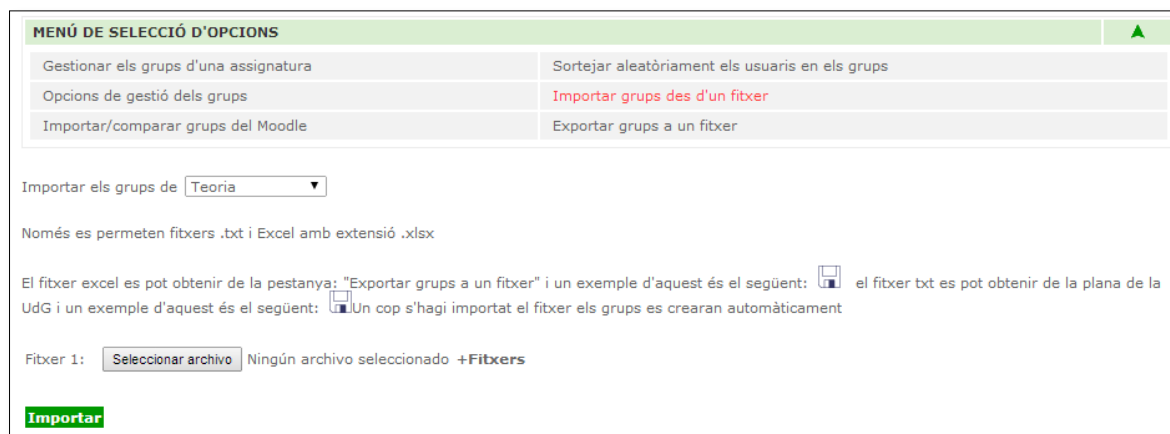 MENÚ DE SELECCIÓ D'OPCIONS
Gestionar els grups d'una assignatura
Sortejar aleatòriament els usuaris en els grups
Opcions de gestió dels grups
Importar grups des d'un fitxer
Importar/comparar grups del Moodle
Exportar grups a un fitxer
Importar els grups de Teoria
Només es permeten fitxers .txt i Excel amb extensió .xlsx
El fitxer excel es pot obtenir de la pestanya: "Exportar grups a un fitxer" i un exemple d'aquest és el següent: el fitxer txt es pot obtenir de la plana de la
UdG i un exemple d'aquest és el següent: Un cop s'hagi importat el fitxer els grups es crearan automàticament
Fitxer 1: Seleccionar archivo Ningún archivo seleccionado +Fitxers
Importar